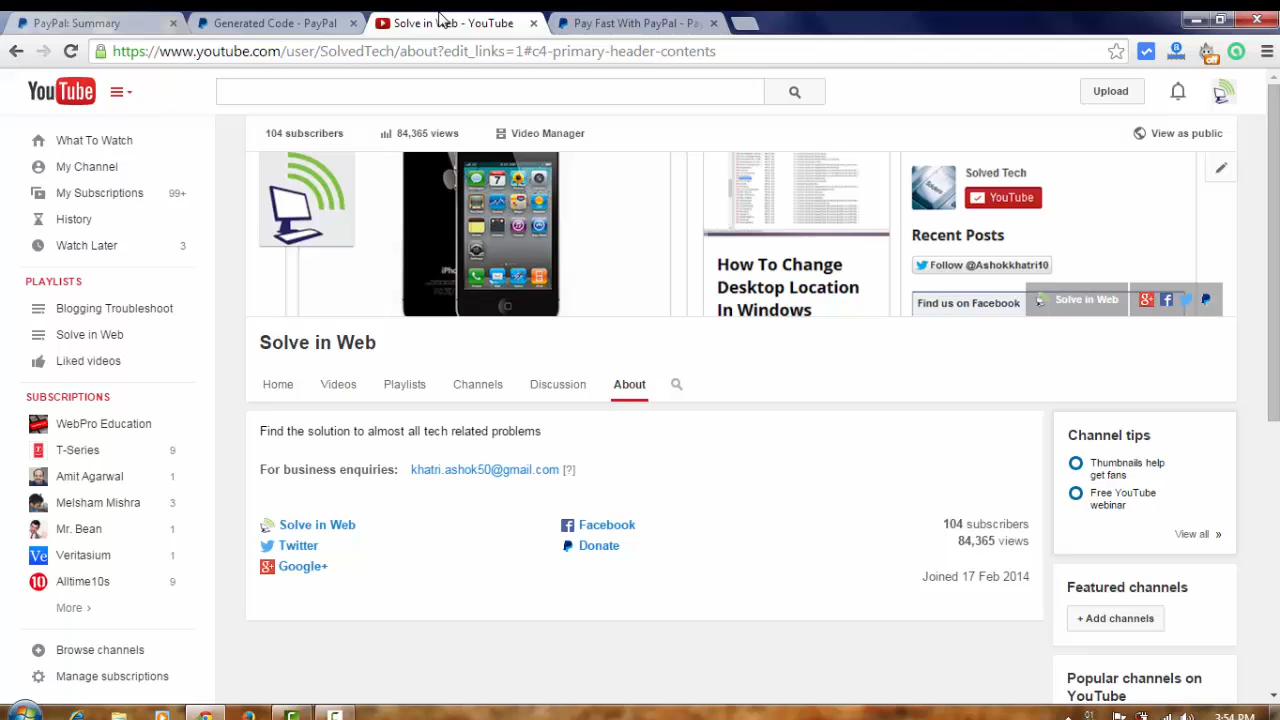 PayPal: Summary
Generated Code - PayPal
Solve in Web - YouTube
Pay Fast With PayPal - Pay
https://www.youtube.com/user/SolvedTech/about?edit_links=1#c4-primary-header-contents
off
YouTube
Upload
What To Watch
My Channel
My Subscriptions 99+
History
Watch Later 3
PLAYLISTS
Blogging Troubleshoot
Solve in Web
Liked videos
SUBSCRIPTIONS
WebPro Education
T-Series 9
Amit Agarwal 1
Melsham Mishra 3
Mr. Bean 1
Veritasium 1
Alltime10s 9
More ›
Browse channels
Manage subscriptions
104 subscribers
84,365 views
Video Manager
View as public
How To Change
Desktop Location
In Windows
Solved Tech
YouTube
Recent Posts
Follow @Ashokkhatri10
Find us on Facebook
Solve in Web
Solve in Web
Home
Videos
Playlists
Channels
Discussion
About
Find the solution to almost all tech related problems
For business enquiries: khatri.ashok50@gmail.com [?]
Solve in Web
Facebook
Twitter
Donate
Google+
104 subscribers
84,365 views
Joined 17 Feb 2014
Channel tips
Thumbnails help
get fans
Free YouTube
webinar
View all »
Featured channels
+ Add channels
Popular channels on
YouTube
01
3:54 PM